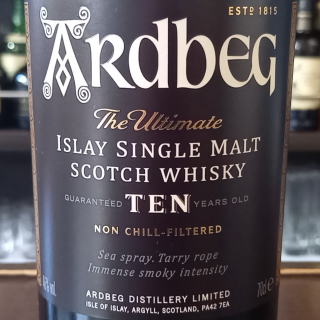 ESTD 1815
ARDBEG
The Ultimate
ISLAY SINGLE MALT
SCOTCH WHISKY
GUARANTEED TEN YEARS OLD
NON CHILL-FILTERED
Sea spray. Tarry rope
Immense smoky intensity
70cl e
ARDBEG DISTILLERY LIMITED
ISLE OF ISLAY, ARGYLL, SCOTLAND, PA42 7EA